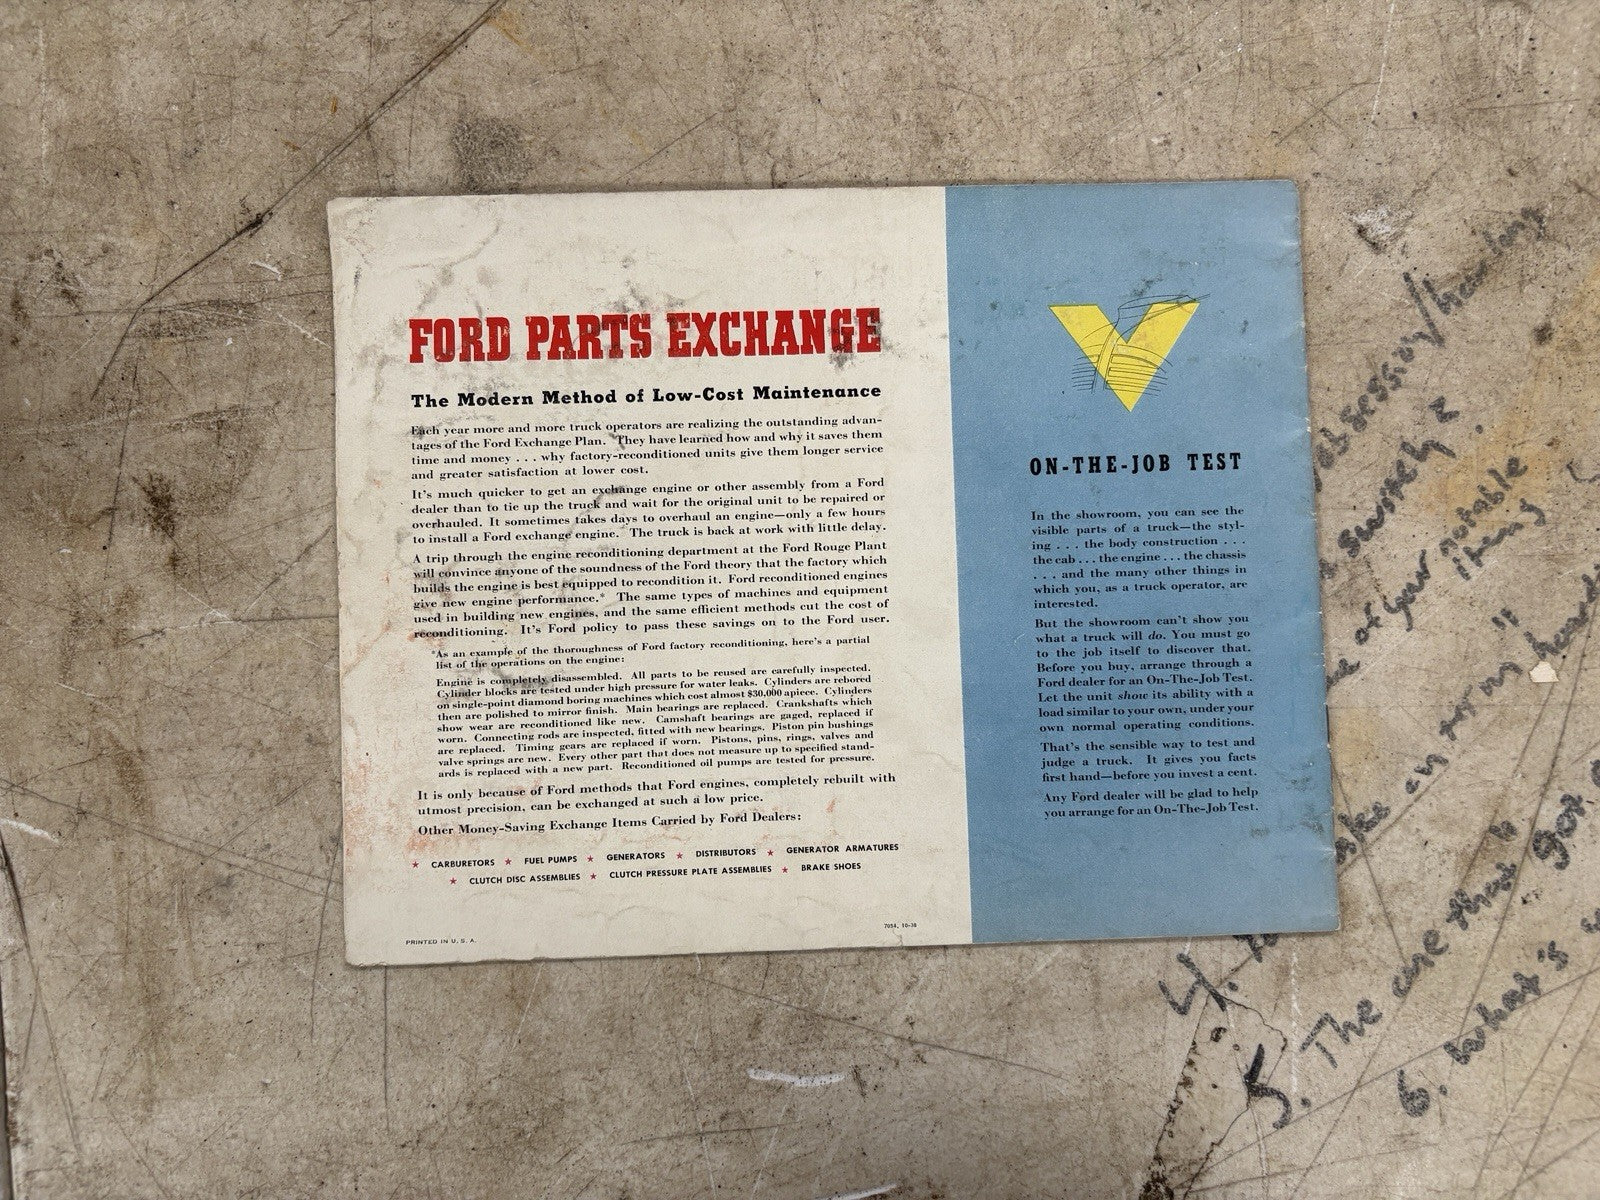 FORD PARTS EXCHANGE
The Modern Method of Low-Cost Maintenance
Each year more and more truck operators are realizing the outstanding advan-
tages of the Ford Exchange Plan. They have learned how and why it saves them
time and money . . . why factory-reconditioned units give them longer service
and greater satisfaction at lower cost.
It's much quicker to get an exchange engine or other assembly from a Ford
dealer than to tie up the truck and wait for the original unit to be repaired or
overhauled. It sometimes takes days to overhaul an engine—only a few hours
to install a Ford exchange engine. The truck is back at work with little delay.
A trip through the engine reconditioning department at the Ford Rouge Plant
will convince anyone of the soundness of the Ford theory that the factory which
builds the engine is best equipped to recondition it. Ford reconditioned engines
give new engine performance.* The same types of machines and equipment
used in building new engines, and the same efficient methods cut the cost of
reconditioning. It's Ford policy to pass these savings on to the Ford user.
*As an example of the thoroughness of Ford factory reconditioning, here's a partial
list of the operations on the engine:
Engine is completely disassembled. All parts to be reused are carefully inspected.
Cylinder blocks are tested under high pressure for water leaks. Cylinders are rebored
on single-point diamond boring machines which cost almost $30,000 apiece. Cylinders
then are polished to mirror finish. Main bearings are replaced. Crankshafts which
show wear are reconditioned like new. Camshaft bearings are gaged, replaced if
worn. Connecting rods are inspected, fitted with new bearings. Piston pin bushings
are replaced. Timing gears are replaced if worn. Pistons, pins, rings, valves and
valve springs are new. Every other part that does not measure up to specified stand-
ards is replaced with a new part. Reconditioned oil pumps are tested for pressure.
It is only because of Ford methods that Ford engines, completely rebuilt with
utmost precision, can be exchanged at such a low price.
Other Money-Saving Exchange Items Carried by Ford Dealers:
★ CARBURETORS ★ FUEL PUMPS ★ GENERATORS ★ DISTRIBUTORS ★ GENERATOR ARMATURES
★ CLUTCH DISC ASSEMBLIES ★ CLUTCH PRESSURE PLATE ASSEMBLIES ★ BRAKE SHOES
PRINTED IN U. S. A.
7054, 10-38
ON-THE-JOB TEST
In the showroom, you can see the
visible parts of a truck—the styl-
ing . . . the body construction . . .
the cab . . . the engine . . . the chassis
. . . and the many other things in
which you, as a truck operator, are
interested.
But the showroom can't show you
what a truck will do. You must go
to the job itself to discover that.
Before you buy, arrange through a
Ford dealer for an On-The-Job Test.
Let the unit show its ability with a
load similar to your own, under your
own normal operating conditions.
That's the sensible way to test and
judge a truck. It gives you facts
first hand—before you invest a cent.
Any Ford dealer will be glad to help
you arrange for an On-The-Job Test.
of your notable
items
4.
5. The one that
6. what's